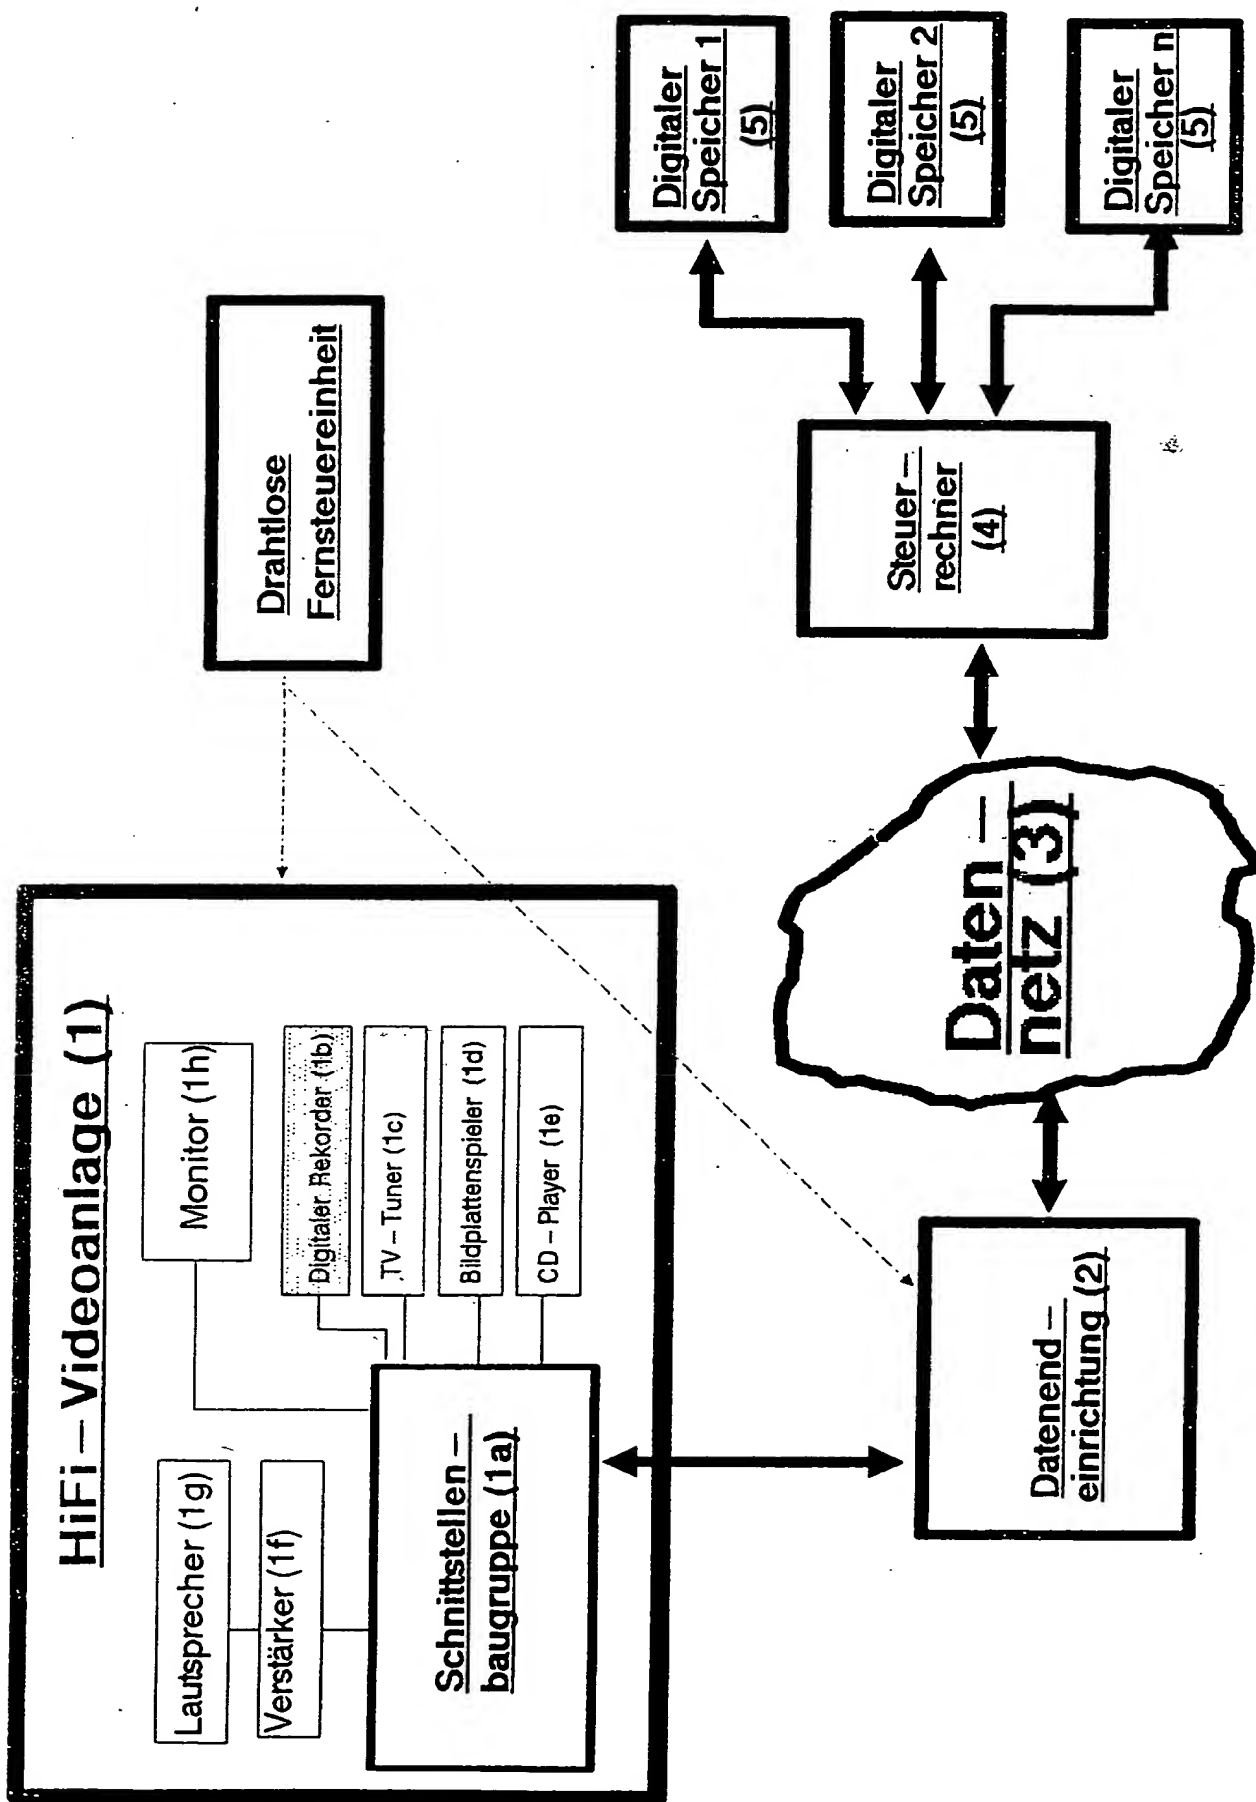 HiFi – Videoanlage (1)
Lautsprecher (1g)
Verstärker (1f)
Monitor (1h)
Digitaler Rekorder (1b)
TV – Tuner (1c)
Bildplattenspieler (1d)
CD – Player (1e)
Schnittstellen –
baugruppe (1a)
Drahtlose
Fernsteuereinheit
Datenend –
einrichtung (2)
Daten –
netz (3)
Steuer –
rechner
(4)
Digitaler
Speicher 1
(5)
Digitaler
Speicher 2
(5)
Digitaler
Speicher n
(5)